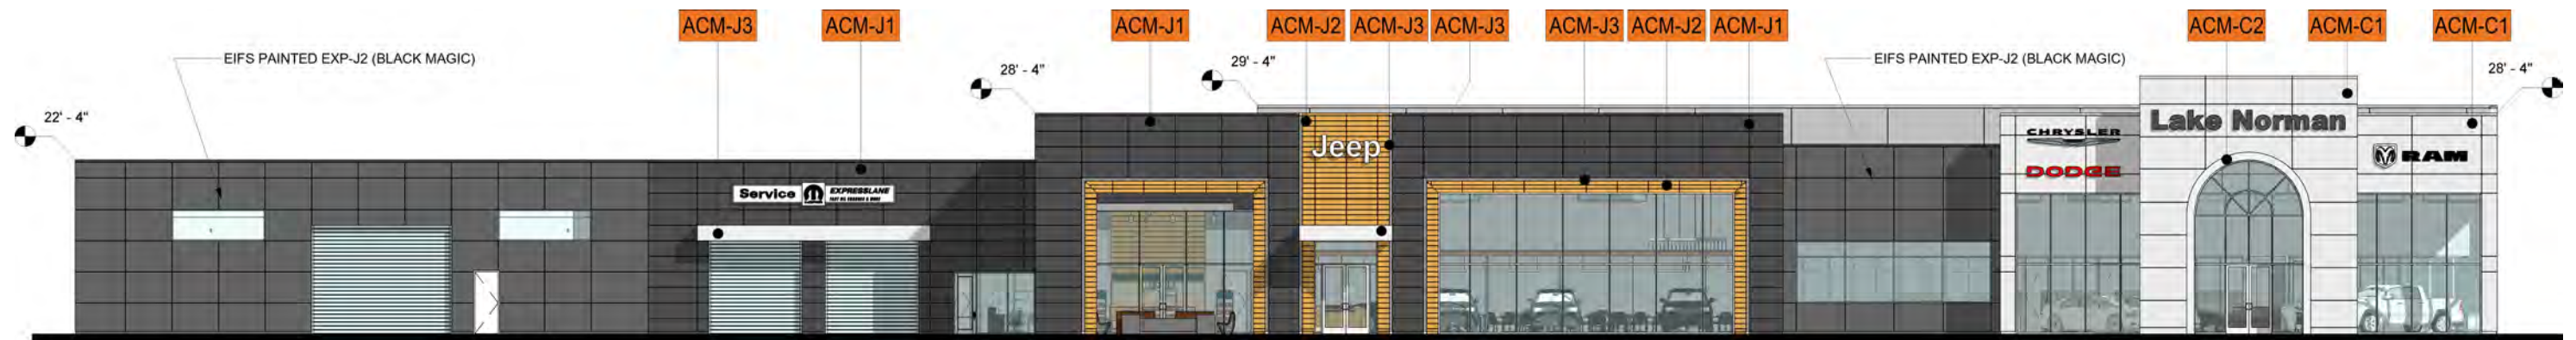 ACM-J3
ACM-J1
ACM-J1
ACM-J2
ACM-J3
ACM-J3
ACM-J3
ACM-J2
ACM-J1
ACM-C2
ACM-C1
ACM-C1
EIFS PAINTED EXP-J2 (BLACK MAGIC)
28' - 4"
29' - 4"
EIFS PAINTED EXP-J2 (BLACK MAGIC)
28' - 4"
22' - 4"
Lake Norman
CHRYSLER
Jeep
RAM
DODGE
Service
EXPRESSLANE